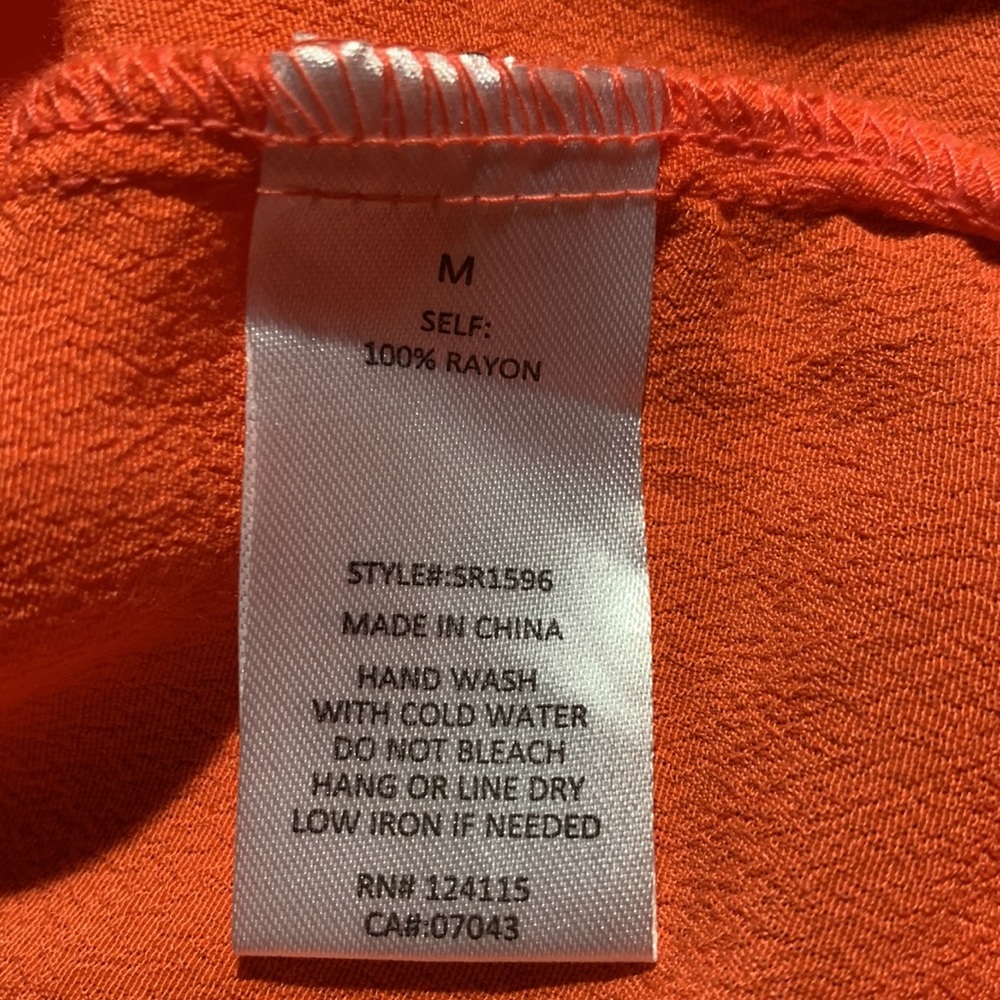 M
SELF:
100% RAYON
STYLE#:SR1596
MADE IN CHINA
HAND WASH
WITH COLD WATER
DO NOT BLEACH
HANG OR LINE DRY
LOW IRON IF NEEDED
RN# 124115
CA#:07043